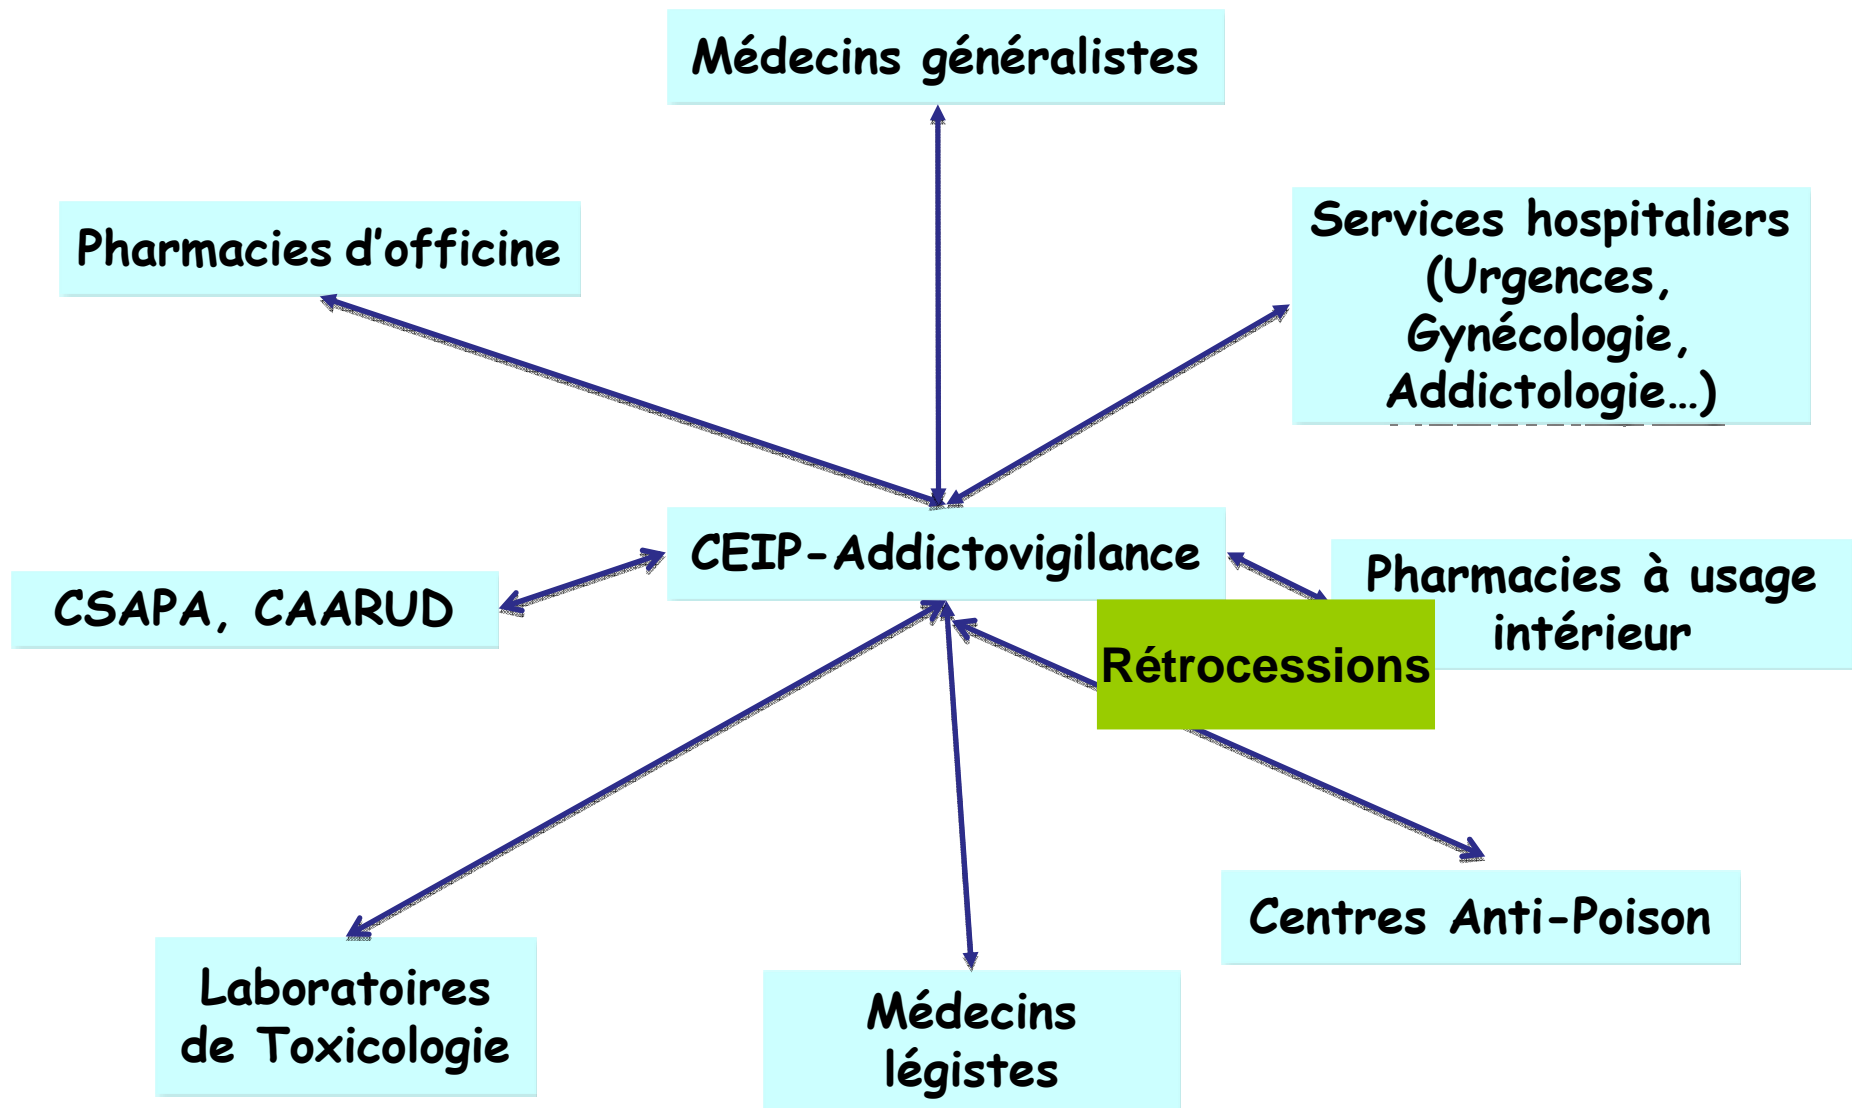 Médecins généralistes
Pharmacies d'officine
Services hospitaliers
(Urgences,
Gynécologie,
Addictologie...)
CEIP-Addictovigilance
CSAPA, CAARUD
Pharmacies à usage
intérieur
Rétrocessions
Centres Anti-Poison
Laboratoires
de Toxicologie
Médecins
légistes